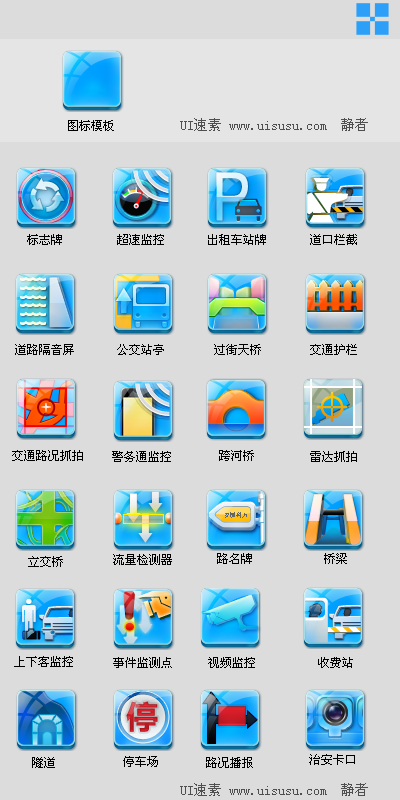 图标模板
UI速素 www.uisusu.com 静者
标志牌 超速监控 出租车站牌 道口栏截
道路隔音屏 公交站亭 过街天桥 交通护栏
交通路况抓拍 警务通监控 跨河桥 雷达抓拍
立交桥 流量检测器 路名牌 桥梁
上下客监控 事件监测点 视频监控 收费站
停
隧道 停车场 路况播报 治安卡口
UI速素 www.uisusu.com 静者